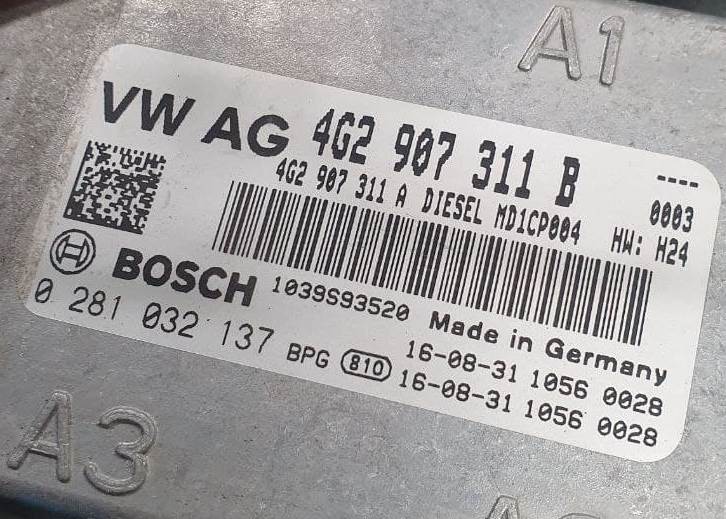 A1
VW AG 4G2 907 311 B ----
4G2 907 311 A DIESEL MD1CP004 0003
HW: H24
BOSCH 1039S93520 Made in Germany
0 281 032 137 BPG 810 16-08-31 1056 0028
16-08-31 1056 0028
A3